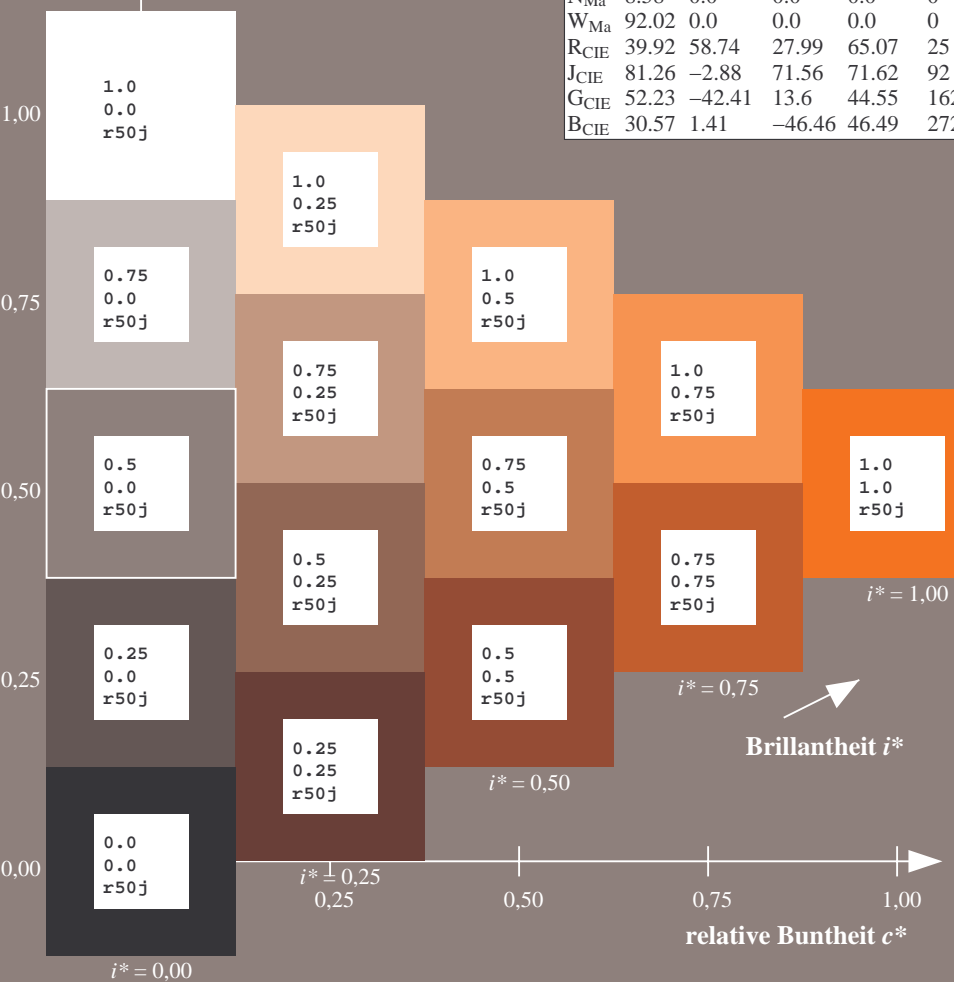 W_Ma 92.02 0.0 0.0 0.0 0
R_CIE 39.92 58.74 27.99 65.07 25
J_CIE 81.26 −2.88 71.56 71.62 92
G_CIE 52.23 −42.41 13.6 44.55 162
B_CIE 30.57 1.41 −46.46 46.49 272
1,00
1.0
0.0
r50j
1.0
0.25
r50j
0,75
0.75
0.0
r50j
1.0
0.5
r50j
0.75
0.25
r50j
1.0
0.75
r50j
0,50
0.5
0.0
r50j
0.75
0.5
r50j
1.0
1.0
r50j
0.5
0.25
r50j
0.75
0.75
r50j
i* = 1,00
0,25
0.25
0.0
r50j
0.5
0.5
r50j
i* = 0,75
Brillantheit i*
0.25
0.25
r50j
i* = 0,50
0,00
0.0
0.0
r50j
i* = 0,25
0,25 0,50 0,75 1,00
relative Buntheit c*
i* = 0,00